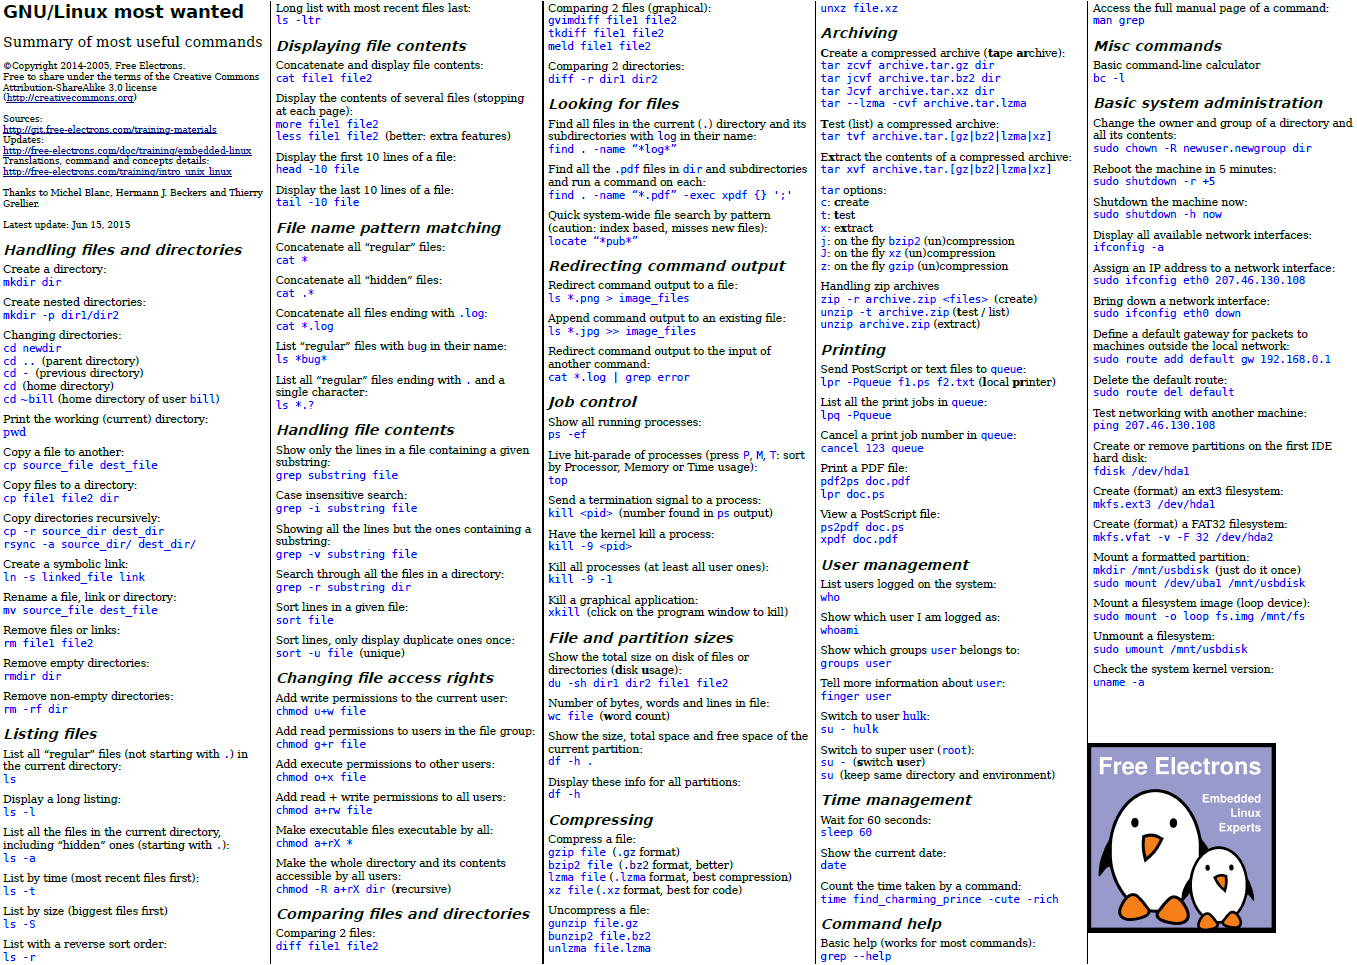 GNU/Linux most wanted
Summary of most useful commands
©Copyright 2014-2005, Free Electrons.
Free to share under the terms of the Creative Commons
Attribution-ShareAlike 3.0 license
(http://creativecommons.org)
Sources:
http://git.free-electrons.com/training-materials
Updates:
http://free-electrons.com/doc/training/embedded-linux
Translations, command and concepts details:
http://free-electrons.com/training/intro_unix_linux
Thanks to Michel Blanc, Hermann J. Beckers and Thierry
Grellier.
Latest update: Jun 15, 2015
Handling files and directories
Create a directory:
mkdir dir
Create nested directories:
mkdir -p dir1/dir2
Changing directories:
cd newdir
cd .. (parent directory)
cd - (previous directory)
cd (home directory)
cd ~bill (home directory of user bill)
Print the working (current) directory:
pwd
Copy a file to another:
cp source_file dest_file
Copy files to a directory:
cp file1 file2 dir
Copy directories recursively:
cp -r source_dir dest_dir
rsync -a source_dir/ dest_dir/
Create a symbolic link:
ln -s linked_file link
Rename a file, link or directory:
mv source_file dest_file
Remove files or links:
rm file1 file2
Remove empty directories:
rmdir dir
Remove non-empty directories:
rm -rf dir
Listing files
List all “regular” files (not starting with .) in
the current directory:
ls
Display a long listing:
ls -l
List all the files in the current directory,
including “hidden” ones (starting with .):
ls -a
List by time (most recent files first):
ls -t
List by size (biggest files first)
ls -S
List with a reverse sort order:
ls -r
Long list with most recent files last:
ls -ltr
Displaying file contents
Concatenate and display file contents:
cat file1 file2
Display the contents of several files (stopping
at each page):
more file1 file2
less file1 file2 (better: extra features)
Display the first 10 lines of a file:
head -10 file
Display the last 10 lines of a file:
tail -10 file
File name pattern matching
Concatenate all “regular” files:
cat *
Concatenate all “hidden” files:
cat .*
Concatenate all files ending with .log:
cat *.log
List “regular” files with bug in their name:
ls *bug*
List all “regular” files ending with . and a
single character:
ls *.?
Handling file contents
Show only the lines in a file containing a given
substring:
grep substring file
Case insensitive search:
grep -i substring file
Showing all the lines but the ones containing a
substring:
grep -v substring file
Search through all the files in a directory:
grep -r substring dir
Sort lines in a given file:
sort file
Sort lines, only display duplicate ones once:
sort -u file (unique)
Changing file access rights
Add write permissions to the current user:
chmod u+w file
Add read permissions to users in the file group:
chmod g+r file
Add execute permissions to other users:
chmod o+x file
Add read + write permissions to all users:
chmod a+rw file
Make executable files executable by all:
chmod a+rX *
Make the whole directory and its contents
accessible by all users:
chmod -R a+rX dir (recursive)
Comparing files and directories
Comparing 2 files:
diff file1 file2
Comparing 2 files (graphical):
gvimdiff file1 file2
tkdiff file1 file2
meld file1 file2
Comparing 2 directories:
diff -r dir1 dir2
Looking for files
Find all files in the current (.) directory and its
subdirectories with log in their name:
find . -name “*log*”
Find all the .pdf files in dir and subdirectories
and run a command on each:
find . -name “*.pdf” -exec xpdf {} ';'
Quick system-wide file search by pattern
(caution: index based, misses new files):
locate “*pub*”
Redirecting command output
Redirect command output to a file:
ls *.png > image_files
Append command output to an existing file:
ls *.jpg >> image_files
Redirect command output to the input of
another command:
cat *.log | grep error
Job control
Show all running processes:
ps -ef
Live hit-parade of processes (press P, M, T: sort
by Processor, Memory or Time usage):
top
Send a termination signal to a process:
kill <pid> (number found in ps output)
Have the kernel kill a process:
kill -9 <pid>
Kill all processes (at least all user ones):
kill -9 -1
Kill a graphical application:
xkill (click on the program window to kill)
File and partition sizes
Show the total size on disk of files or
directories (disk usage):
du -sh dir1 dir2 file1 file2
Number of bytes, words and lines in file:
wc file (word count)
Show the size, total space and free space of the
current partition:
df -h .
Display these info for all partitions:
df -h
Compressing
Compress a file:
gzip file (.gz format)
bzip2 file (.bz2 format, better)
lzma file (.lzma format, best compression)
xz file (.xz format, best for code)
Uncompress a file:
gunzip file.gz
bunzip2 file.bz2
unlzma file.lzma
unxz file.xz
Archiving
Create a compressed archive (tape archive):
tar zcvf archive.tar.gz dir
tar jcvf archive.tar.bz2 dir
tar Jcvf archive.tar.xz dir
tar --lzma -cvf archive.tar.lzma
Test (list) a compressed archive:
tar tvf archive.tar.[gz|bz2|lzma|xz]
Extract the contents of a compressed archive:
tar xvf archive.tar.[gz|bz2|lzma|xz]
tar options:
c: create
t: test
x: extract
j: on the fly bzip2 (un)compression
J: on the fly xz (un)compression
z: on the fly gzip (un)compression
Handling zip archives
zip -r archive.zip <files> (create)
unzip -t archive.zip (test / list)
unzip archive.zip (extract)
Printing
Send PostScript or text files to queue:
lpr -Pqueue f1.ps f2.txt (local printer)
List all the print jobs in queue:
lpq -Pqueue
Cancel a print job number in queue:
cancel 123 queue
Print a PDF file:
pdf2ps doc.pdf
lpr doc.ps
View a PostScript file:
ps2pdf doc.ps
xpdf doc.pdf
User management
List users logged on the system:
who
Show which user I am logged as:
whoami
Show which groups user belongs to:
groups user
Tell more information about user:
finger user
Switch to user hulk:
su - hulk
Switch to super user (root):
su - (switch user)
su (keep same directory and environment)
Time management
Wait for 60 seconds:
sleep 60
Show the current date:
date
Count the time taken by a command:
time find_charming_prince -cute -rich
Command help
Basic help (works for most commands):
grep --help
Access the full manual page of a command:
man grep
Misc commands
Basic command-line calculator
bc -l
Basic system administration
Change the owner and group of a directory and
all its contents:
sudo chown -R newuser.newgroup dir
Reboot the machine in 5 minutes:
sudo shutdown -r +5
Shutdown the machine now:
sudo shutdown -h now
Display all available network interfaces:
ifconfig -a
Assign an IP address to a network interface:
sudo ifconfig eth0 207.46.130.108
Bring down a network interface:
sudo ifconfig eth0 down
Define a default gateway for packets to
machines outside the local network:
sudo route add default gw 192.168.0.1
Delete the default route:
sudo route del default
Test networking with another machine:
ping 207.46.130.108
Create or remove partitions on the first IDE
hard disk:
fdisk /dev/hda1
Create (format) an ext3 filesystem:
mkfs.ext3 /dev/hda1
Create (format) a FAT32 filesystem:
mkfs.vfat -v -F 32 /dev/hda2
Mount a formatted partition:
mkdir /mnt/usbdisk (just do it once)
sudo mount /dev/uba1 /mnt/usbdisk
Mount a filesystem image (loop device):
sudo mount -o loop fs.img /mnt/fs
Unmount a filesystem:
sudo umount /mnt/usbdisk
Check the system kernel version:
uname -a
Free Electrons
Embedded
Linux
Experts